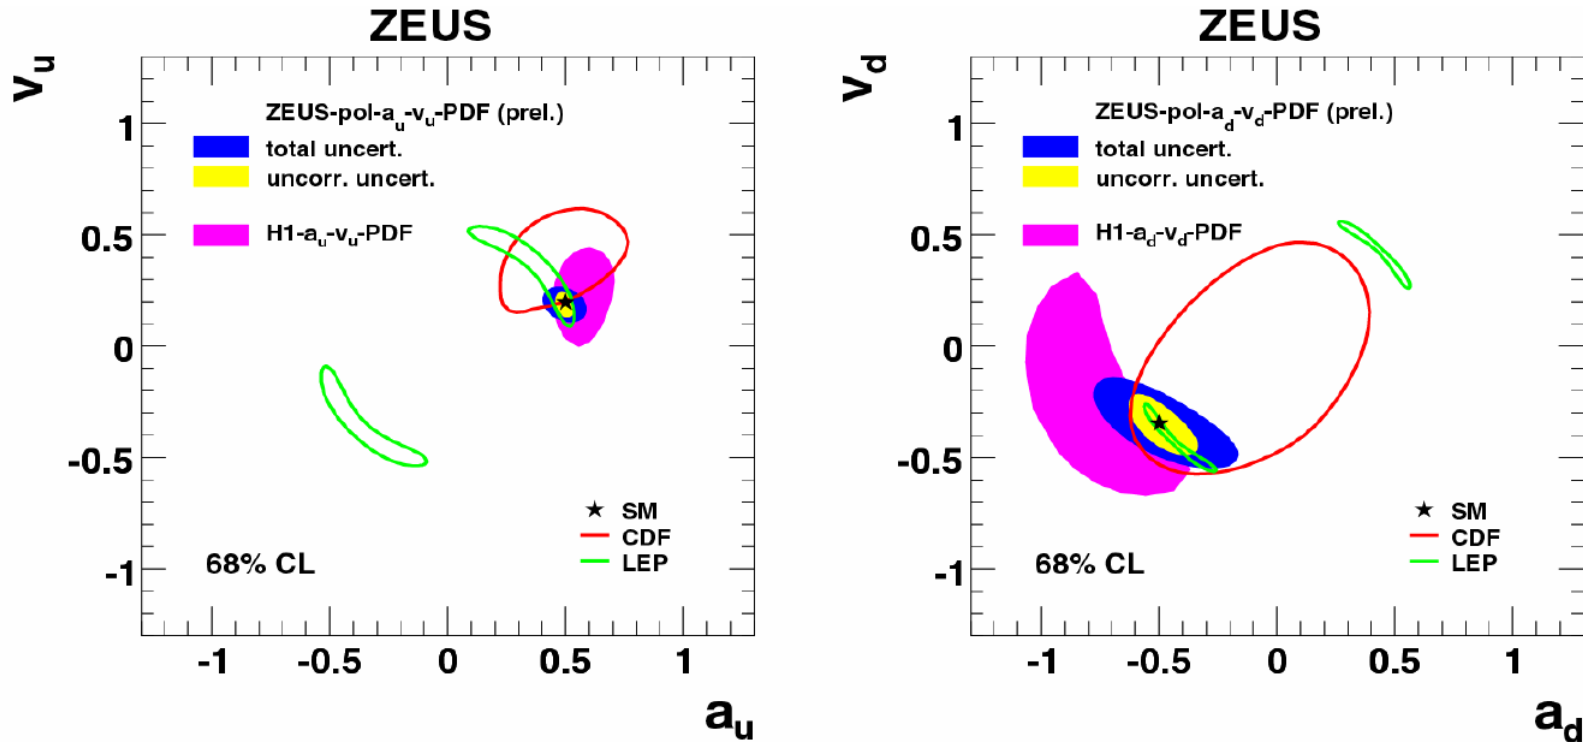 ZEUS
v_u
ZEUS-pol-a_u-v_u-PDF (prel.)
total uncert.
uncorr. uncert.
H1-a_u-v_u-PDF
1
0.5
0
-0.5
-1
SM
CDF
LEP
68% CL
-1 -0.5 0 0.5 1
a_u
ZEUS
v_d
ZEUS-pol-a_d-v_d-PDF (prel.)
total uncert.
uncorr. uncert.
H1-a_d-v_d-PDF
1
0.5
0
-0.5
-1
SM
CDF
LEP
68% CL
-1 -0.5 0 0.5 1
a_d